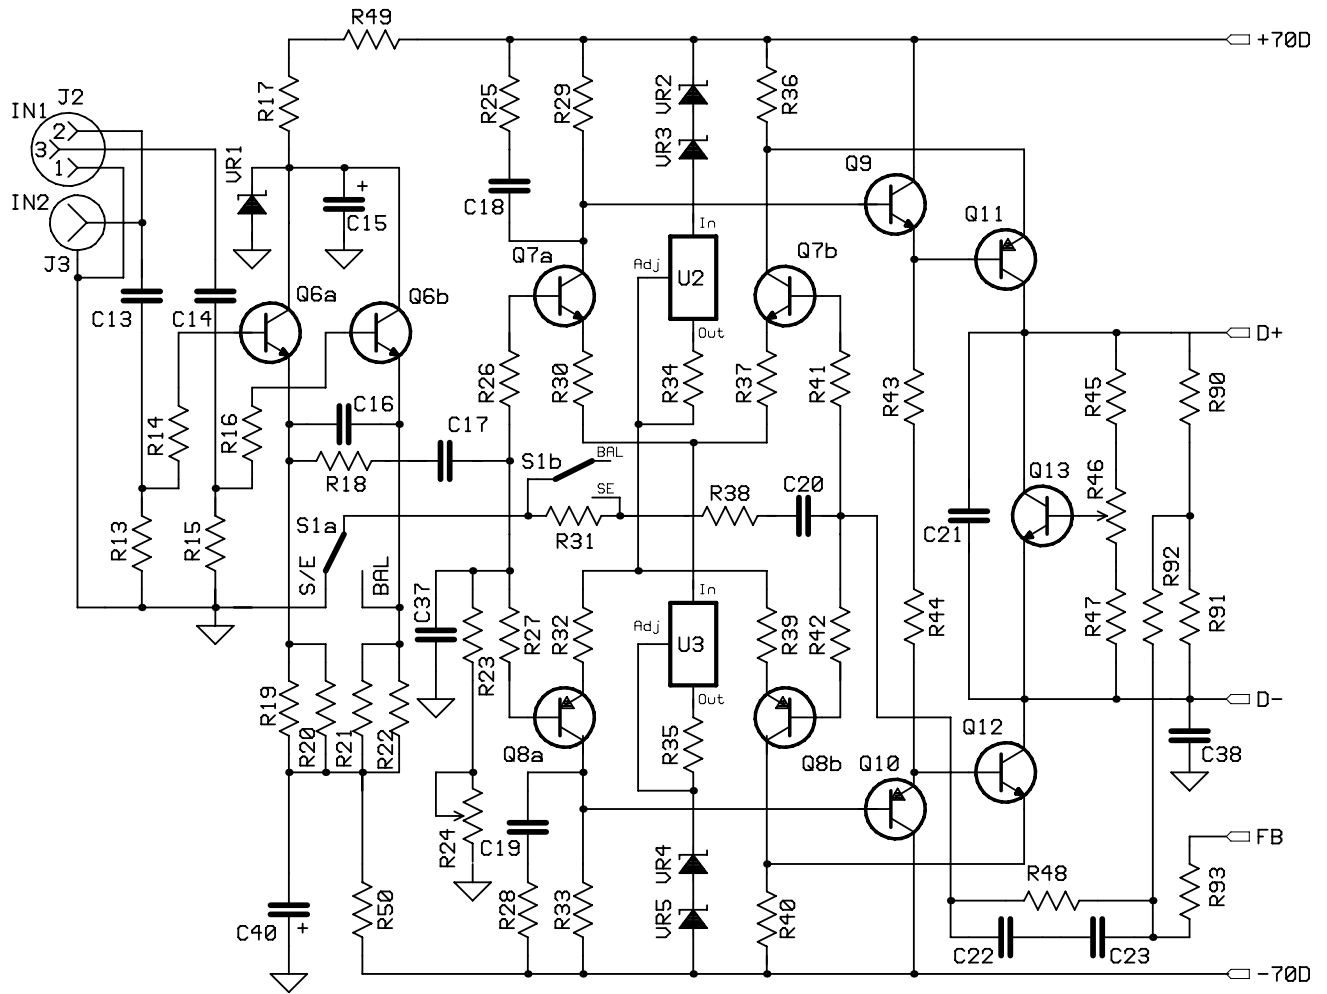 R49
+70D
J2
IN1
2
3
1
IN2
J3
R17
VR1
+
C15
R25
R29
VR2
VR3
R36
C18
Q9
Q11
In
Adj
U2
Out
Q7a
Q7b
C13
C14
Q6a
Q6b
D+
R26
R30
R34
R37
R41
R43
R45
R90
R14
R16
C16
C17
R18
S1b
BAL
SE
R38
C20
Q13
R46
R13
R15
S1a
S/E
BAL
R31
C21
R92
C37
R23
R27
R32
In
Adj
U3
Out
R39
R42
R44
R47
R91
D-
R19
R20
R21
R22
Q8a
R35
Q8b
Q10
Q12
C38
R24
C19
VR4
VR5
FB
R48
R93
C40
+
R50
R28
R33
R40
C22
C23
-70D